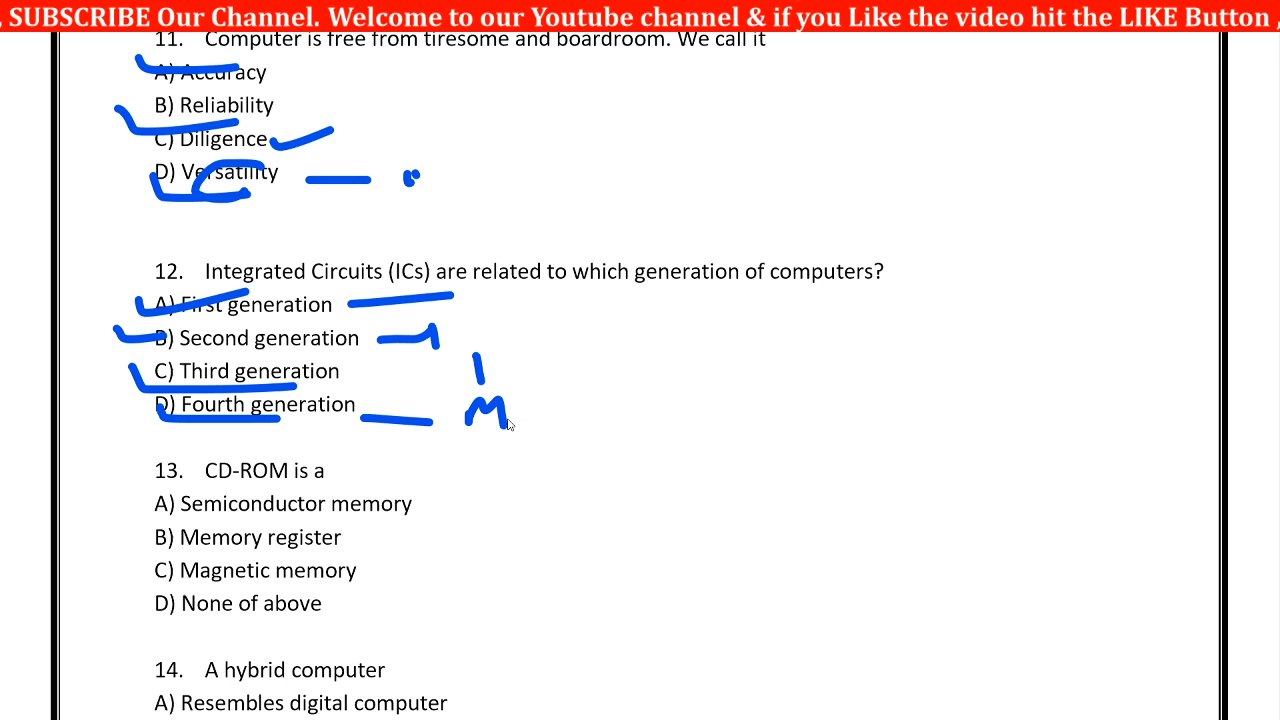 , SUBSCRIBE Our Channel. Welcome to our Youtube channel & if you Like the video hit the LIKE Button ,
11. Computer is free from tiresome and boardroom. We call it
A) Accuracy
B) Reliability
C) Diligence
D) Versatility
12. Integrated Circuits (ICs) are related to which generation of computers?
A) First generation
B) Second generation
C) Third generation
D) Fourth generation
M
13. CD-ROM is a
A) Semiconductor memory
B) Memory register
C) Magnetic memory
D) None of above
14. A hybrid computer
A) Resembles digital computer